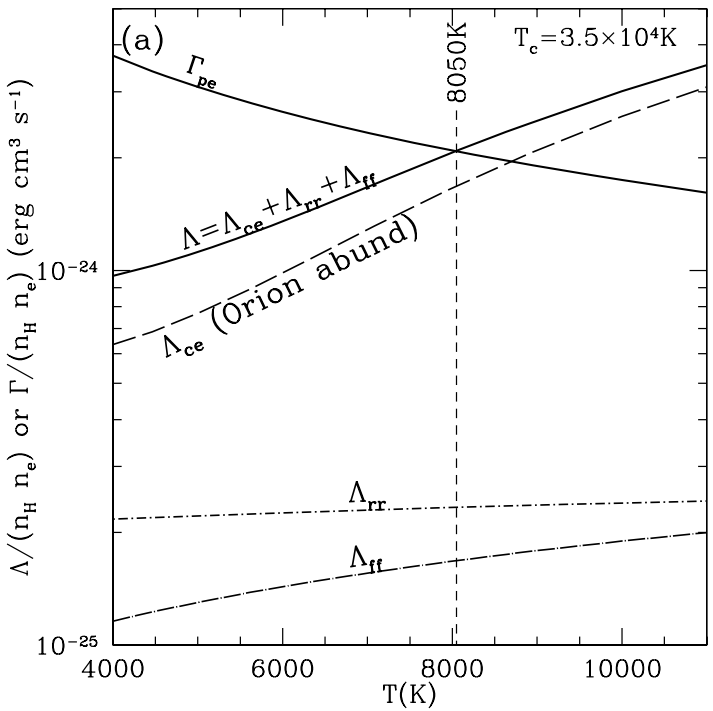 (a)
T_c=3.5×10^4K
8050K
Γ_pe
Λ=Λ_ce+Λ_rr+Λ_ff
Λ_ce (Orion abund)
Λ_rr
Λ_ff
Λ/(n_H n_e) or Γ/(n_H n_e) (erg cm^3 s^−1)
10^−24
10^−25
4000 6000 8000 10000
T(K)